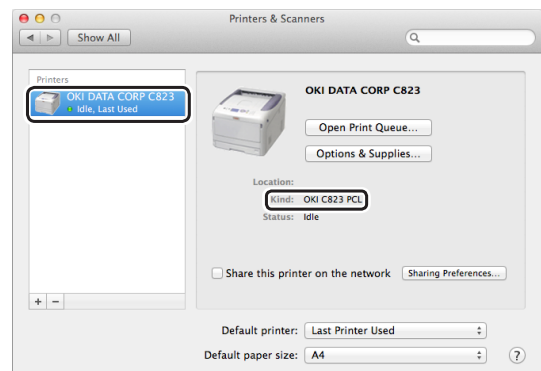 Printers & Scanners
Show All
Printers
OKI DATA CORP C823
Idle, Last Used
OKI DATA CORP C823
Open Print Queue...
Options & Supplies...
Location:
Kind: OKI C823 PCL
Status: Idle
Share this printer on the network Sharing Preferences...
+ −
Default printer: Last Printer Used
Default paper size: A4 ?